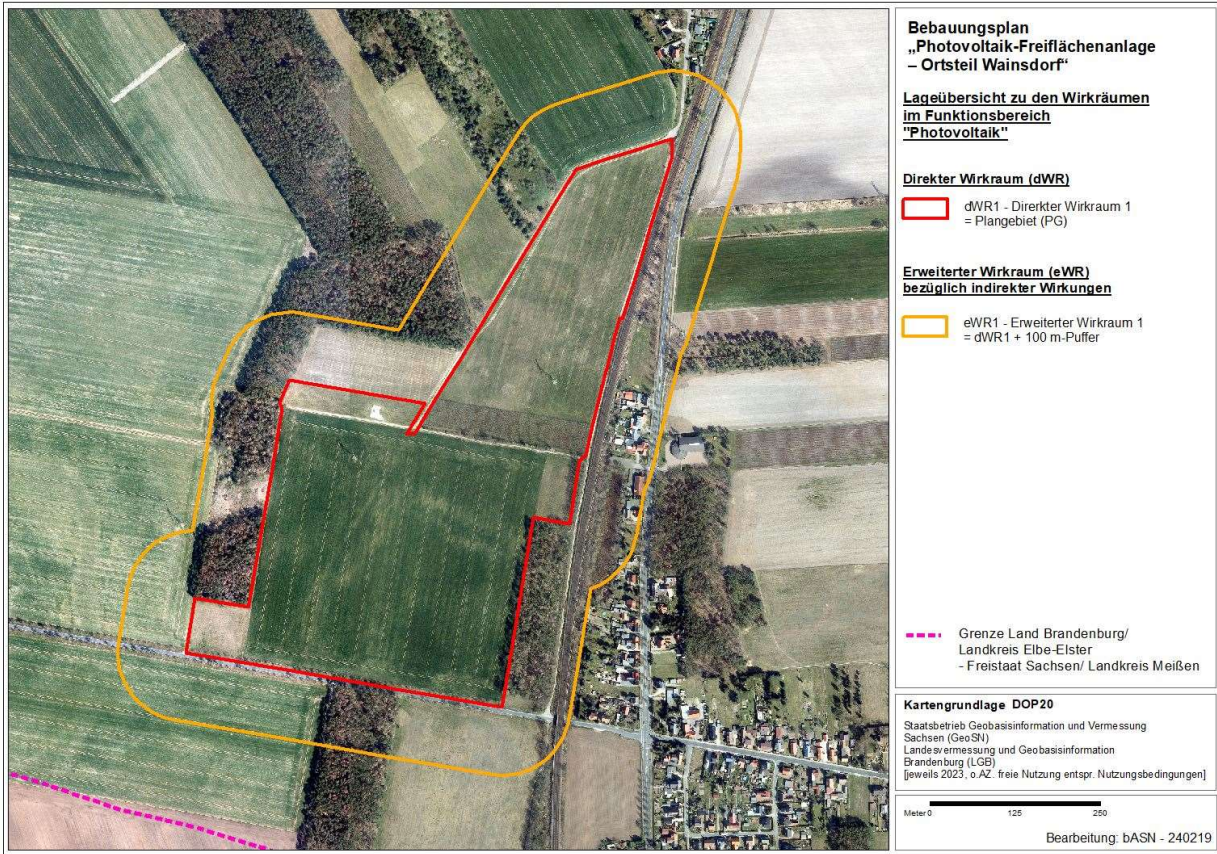 Bebauungsplan
„Photovoltaik-Freiflächenanlage
– Ortsteil Wainsdorf“
Lageübersicht zu den Wirkräumen
im Funktionsbereich
"Photovoltaik"
Direkter Wirkraum (dWR)
dWR1 - Direrkter Wirkraum 1
= Plangebiet (PG)
Erweiterter Wirkraum (eWR)
bezüglich indirekter Wirkungen
eWR1 - Erweiterter Wirkraum 1
= dWR1 + 100 m-Puffer
Grenze Land Brandenburg/
Landkreis Elbe-Elster
- Freistaat Sachsen/ Landkreis Meißen
Kartengrundlage DOP20
Staatsbetrieb Geobasisinformation und Vermessung
Sachsen (GeoSN)
Landesvermessung und Geobasisinformation
Brandenburg (LGB)
[jeweils 2023, o.AZ. freie Nutzung entspr. Nutzungsbedingungen]
Meter 0 125 250
Bearbeitung: bASN - 240219